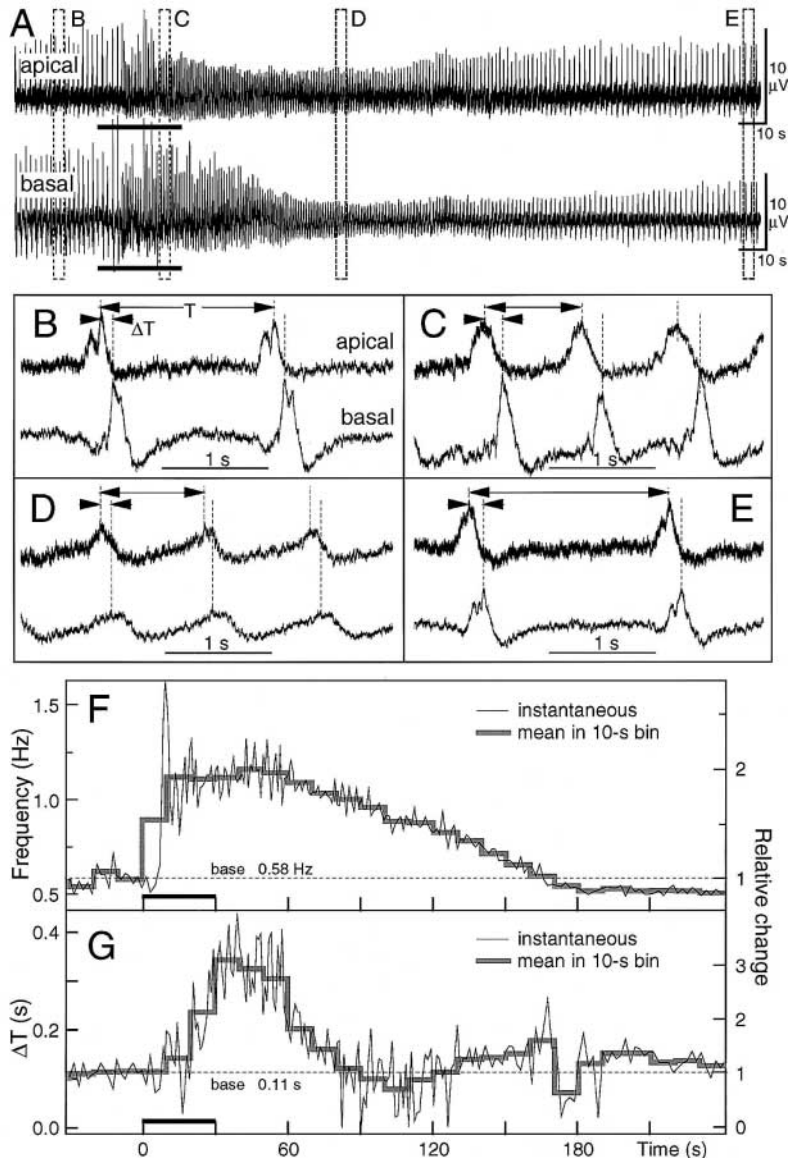 A
B
C
D
E
apical
10
µV
10 s
basal
10
µV
10 s
B
T
ΔT
apical
basal
1 s
C
1 s
D
1 s
E
1 s
F
Frequency (Hz)
1.5
1.0
0.5
instantaneous
mean in 10-s bin
base 0.58 Hz
2
1
Relative change
G
ΔT (s)
0.4
0.2
0.0
instantaneous
mean in 10-s bin
base 0.11 s
3
2
1
0
0 60 120 180 Time (s)